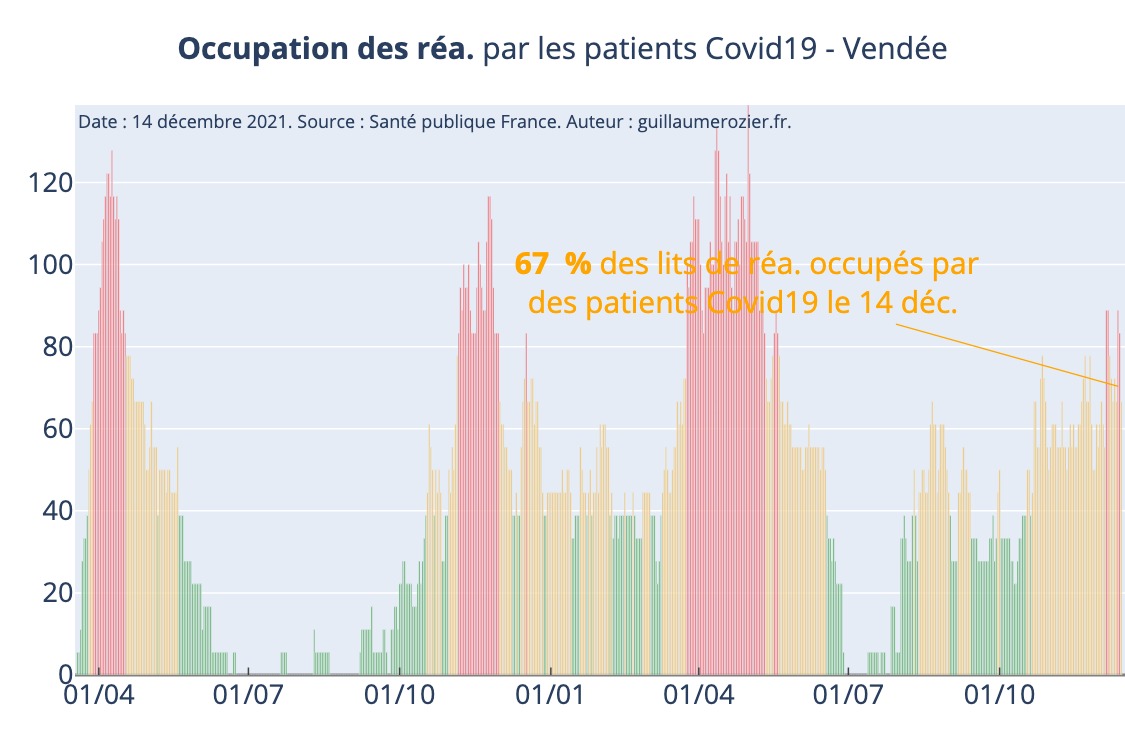 Occupation des réa. par les patients Covid19 - Vendée
Date : 14 décembre 2021. Source : Santé publique France. Auteur : guillaumerozier.fr.
120
100
67 % des lits de réa. occupés par
des patients Covid19 le 14 déc.
80
60
40
20
0
01/04 01/07 01/10 01/01 01/04 01/07 01/10